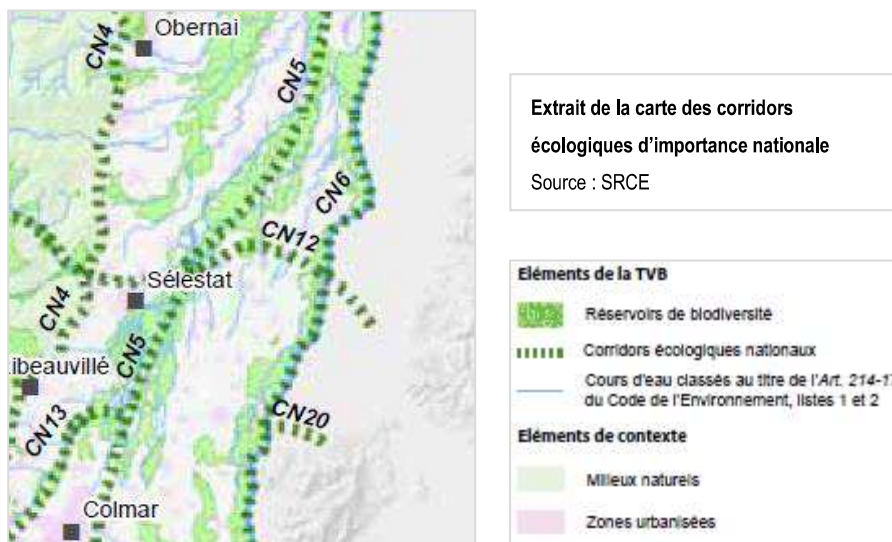 Obernai
CN4
CN5
CN6
CN12
Sélestat
CN4
CN5
ibeauvillé
CN13
CN20
Colmar
Extrait de la carte des corridors
écologiques d'importance nationale
Source : SRCE
Eléments de la TVB
Réservoirs de biodiversité
Corridors écologiques nationaux
Cours d'eau classés au titre de l'Art. 214-17
du Code de l'Environnement, listes 1 et 2
Eléments de contexte
Milieux naturels
Zones urbanisées